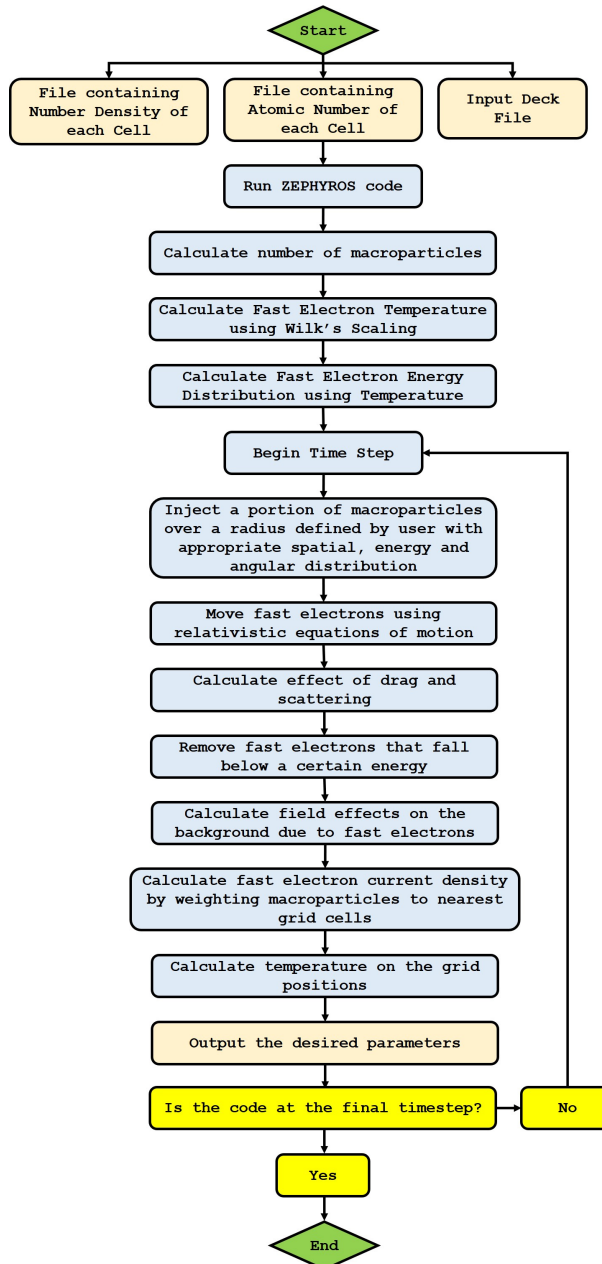 Start
File containing
Number Density of
each Cell
File containing
Atomic Number of
each Cell
Input Deck
File
Run ZEPHYROS code
Calculate number of macroparticles
Calculate Fast Electron Temperature
using Wilk's Scaling
Calculate Fast Electron Energy
Distribution using Temperature
Begin Time Step
Inject a portion of macroparticles
over a radius defined by user with
appropriate spatial, energy and
angular distribution
Move fast electrons using
relativistic equations of motion
Calculate effect of drag and
scattering
Remove fast electrons that fall
below a certain energy
Calculate field effects on the
background due to fast electrons
Calculate fast electron current density
by weighting macroparticles to nearest
grid cells
Calculate temperature on the grid
positions
Output the desired parameters
Is the code at the final timestep?
No
Yes
End